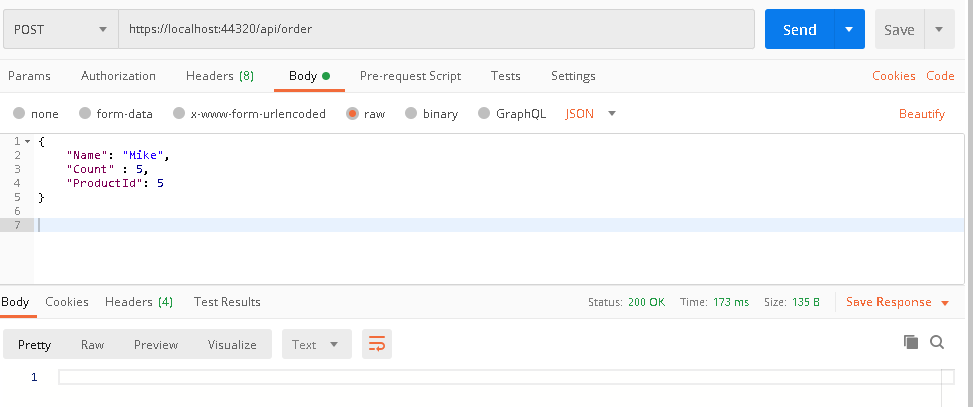 POST https://localhost:44320/api/order Send Save
Params Authorization Headers (8) Body Pre-request Script Tests Settings Cookies Code
none form-data x-www-form-urlencoded raw binary GraphQL JSON Beautify
1 {
2 "Name": "Mike",
3 "Count" : 5,
4 "ProductId": 5
5 }
6
7
Body Cookies Headers (4) Test Results Status: 200 OK Time: 173 ms Size: 135 B Save Response
Pretty Raw Preview Visualize Text
1